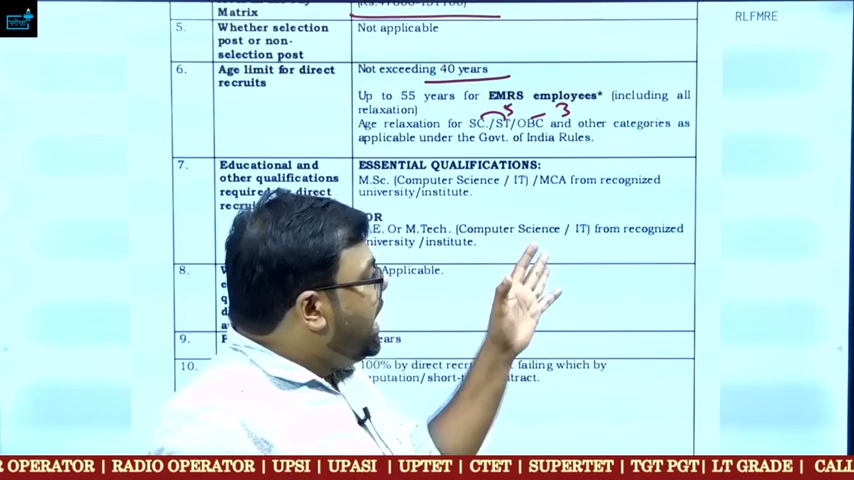 परीक्षा
RLFMRE
Matrix
5.
Whether selection
post or non-
selection post
Not applicable
6.
Age limit for direct
recruits
Not exceeding 40 years
Up to 55 years for EMRS employees* (including all
relaxation)
5
3
Age relaxation for SC./ST/OBC and other categories as
applicable under the Govt. of India Rules.
7.
Educational and
other qualifications
required direct
ESSENTIAL QUALIFICATIONS:
M.Sc. (Computer Science / IT) /MCA from recognized
university/institute.
OR
Or M.Tech. (Computer Science / IT) from recognized
university /institute.
8.
Applicable.
9.
10.
100% by direct failing which by
OPERATOR | RADIO OPERATOR | UPSI | UPASI | UPTET | CTET | SUPERTET | TGT PGT | LT GRADE | CALL